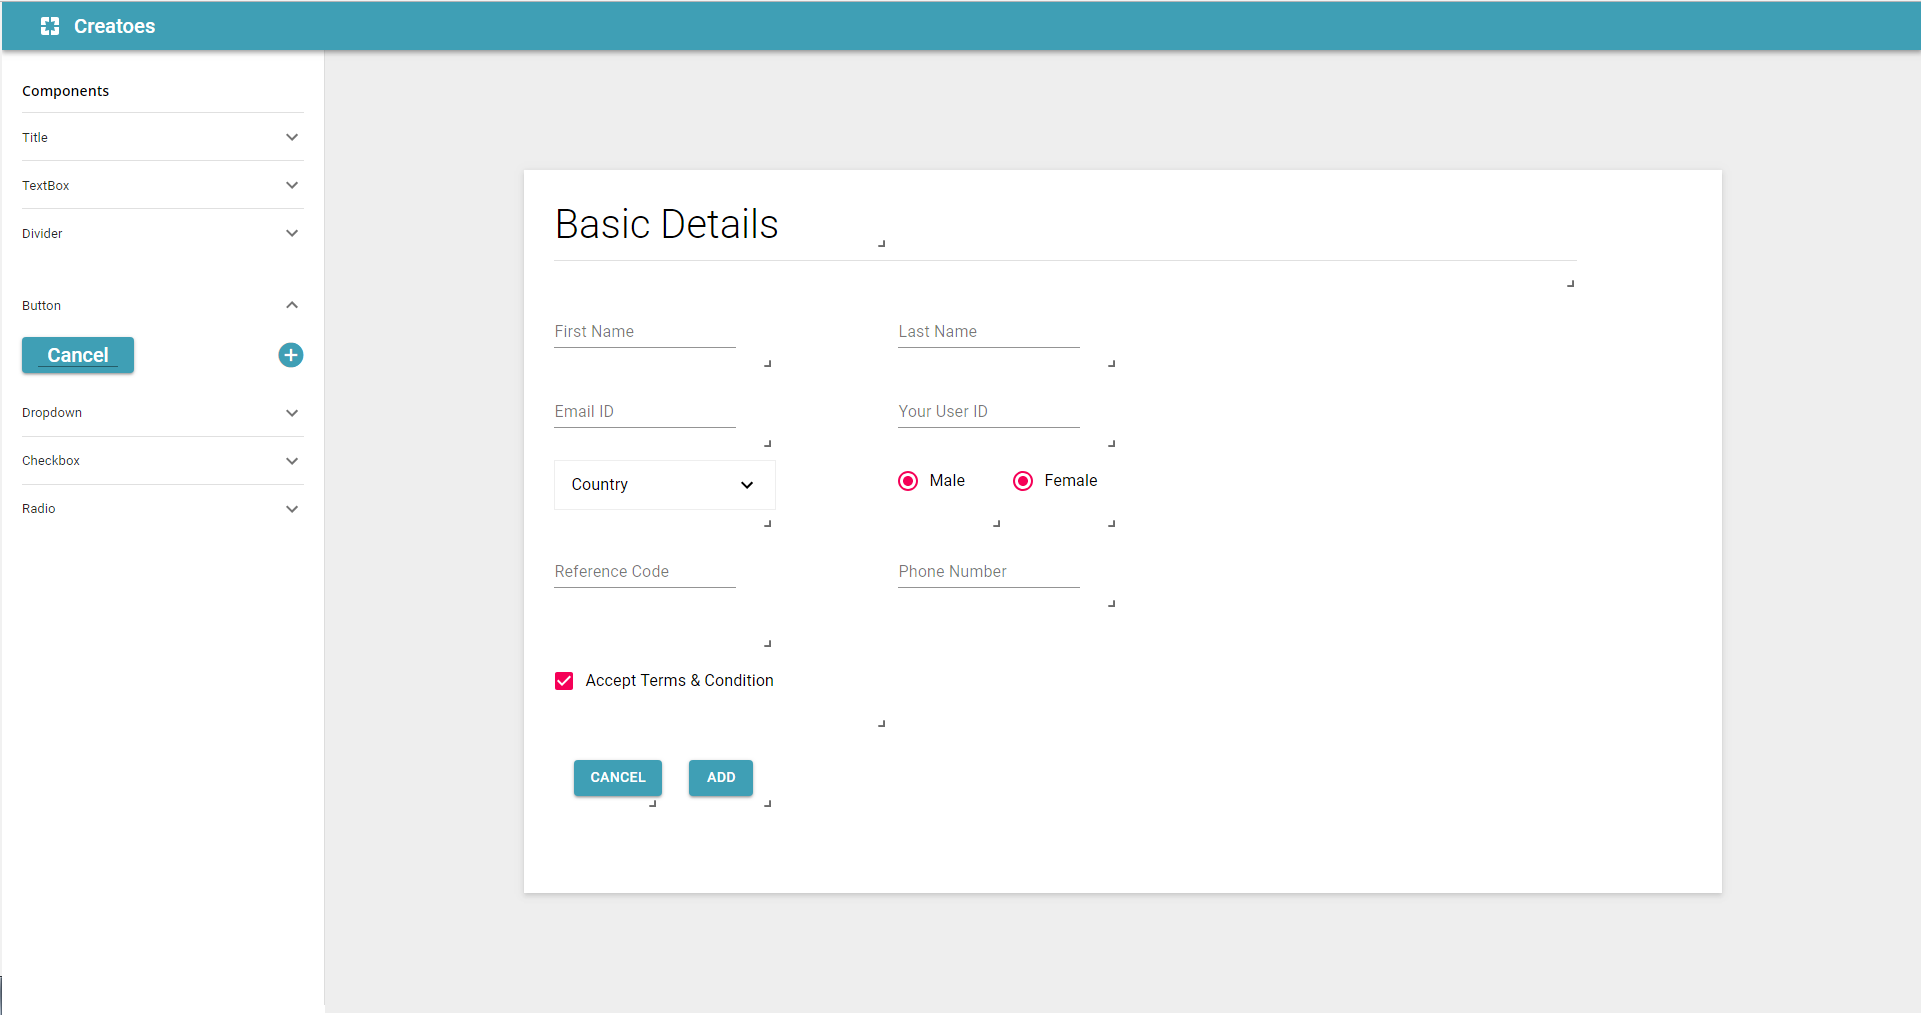 Creatoes
Components
Title
TextBox
Divider
Button
Cancel
Dropdown
Checkbox
Radio
Basic Details
First Name
Last Name
Email ID
Your User ID
Country
Male
Female
Reference Code
Phone Number
Accept Terms & Condition
CANCEL
ADD